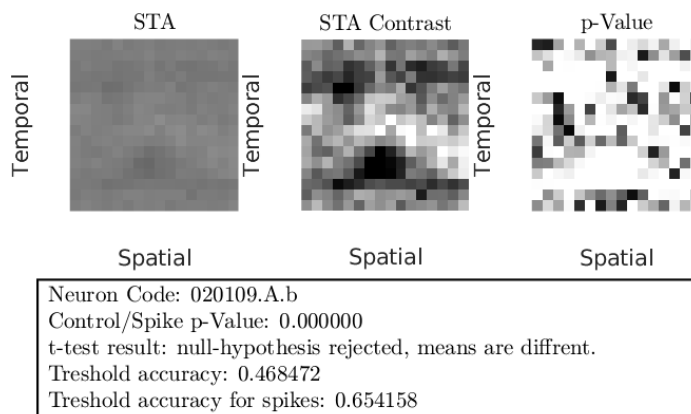 STA STA Contrast p-Value
Temporal Temporal Temporal
Spatial Spatial Spatial
Neuron Code: 020109.A.b
Control/Spike p-Value: 0.000000
t-test result: null-hypothesis rejected, means are diffrent.
Treshold accuracy: 0.468472
Treshold accuracy for spikes: 0.654158